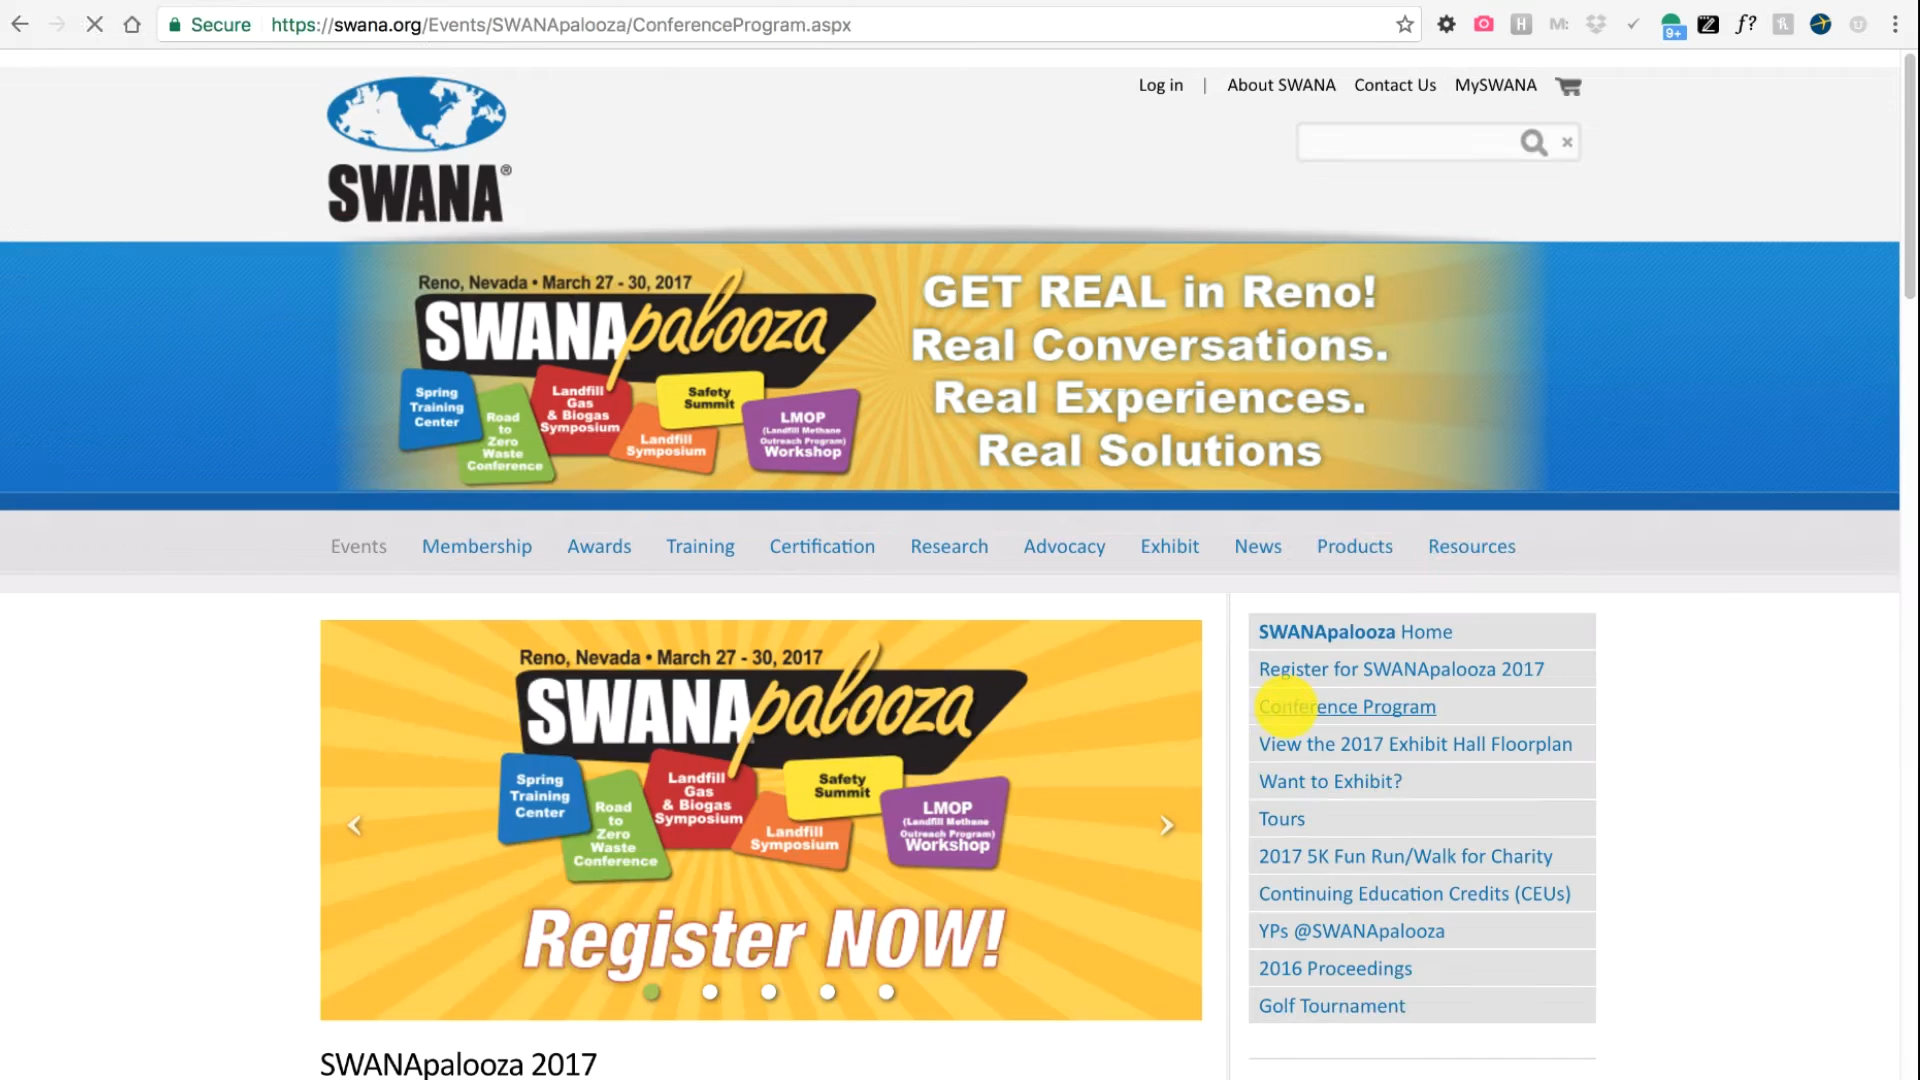 Secure https://swana.org/Events/SWANApalooza/ConferenceProgram.aspx
H M: 9+ f?
Log in | About SWANA Contact Us MySWANA
SWANA®
Reno, Nevada • March 27 - 30, 2017
SWANApalooza
Spring
Training
Center
Road
to
Zero
Waste
Conference
Landfill
Gas
& Biogas
Symposium
Landfill
Symposium
Safety
Summit
LMOP
(Landfill Methane
Outreach Program)
Workshop
GET REAL in Reno!
Real Conversations.
Real Experiences.
Real Solutions
Events Membership Awards Training Certification Research Advocacy Exhibit News Products Resources
Reno, Nevada • March 27 - 30, 2017
SWANApalooza
Spring
Training
Center
Road
to
Zero
Waste
Conference
Landfill
Gas
& Biogas
Symposium
Landfill
Symposium
Safety
Summit
LMOP
(Landfill Methane
Outreach Program)
Workshop
Register NOW!
SWANApalooza 2017
SWANApalooza Home
Register for SWANApalooza 2017
Conference Program
View the 2017 Exhibit Hall Floorplan
Want to Exhibit?
Tours
2017 5K Fun Run/Walk for Charity
Continuing Education Credits (CEUs)
YPs @SWANApalooza
2016 Proceedings
Golf Tournament